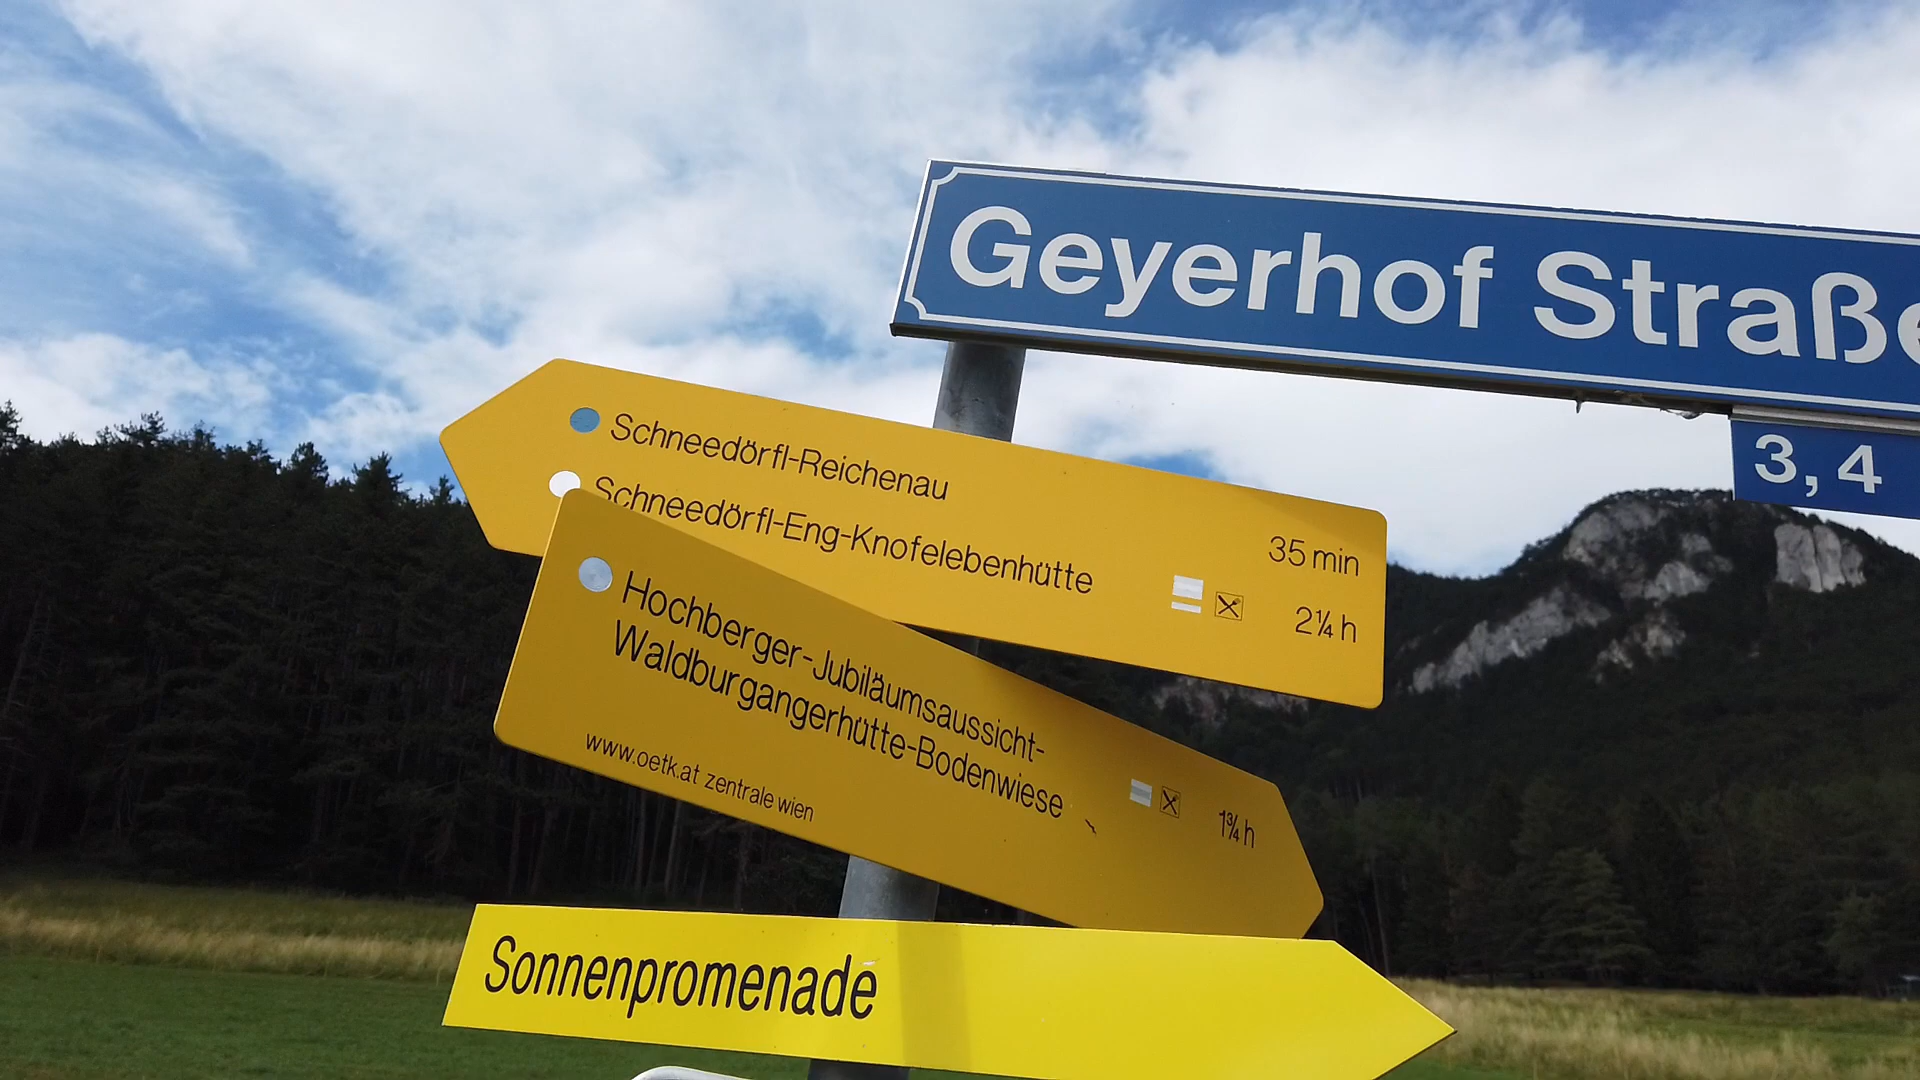 Geyerhof Straße
3, 4
Schneedörfl-Reichenau 35 min
Schneedörfl-Eng-Knofelebenhütte 2¼ h
Hochberger-Jubiläumsaussicht-
Waldburgangerhütte-Bodenwiese 1¾ h
www.oetk.at zentrale wien
Sonnenpromenade